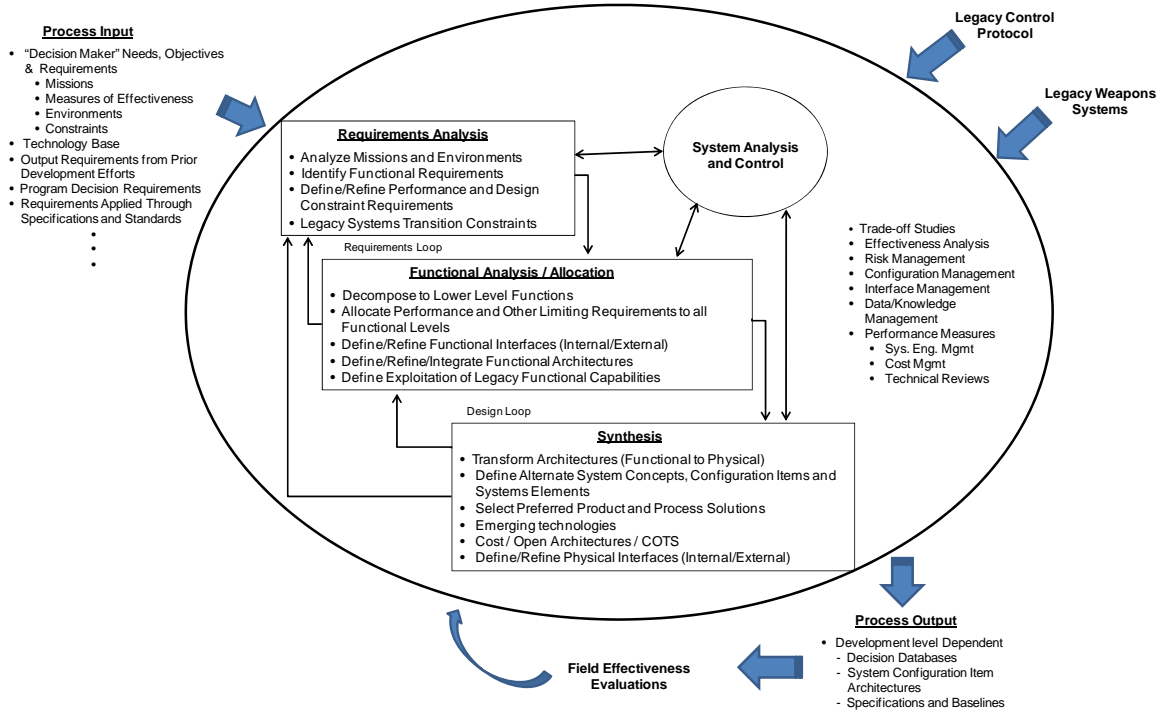 Process Input
• “Decision Maker” Needs, Objectives
& Requirements
• Missions
• Measures of Effectiveness
• Environments
• Constraints
• Technology Base
• Output Requirements from Prior
Development Efforts
• Program Decision Requirements
• Requirements Applied Through
Specifications and Standards
•
•
•
Legacy Control
Protocol
Legacy Weapons
Systems
Requirements Analysis
• Analyze Missions and Environments
• Identify Functional Requirements
• Define/Refine Performance and Design
Constraint Requirements
• Legacy Systems Transition Constraints
System Analysis
and Control
Requirements Loop
Functional Analysis / Allocation
• Decompose to Lower Level Functions
• Allocate Performance and Other Limiting Requirements to all
Functional Levels
• Define/Refine Functional Interfaces (Internal/External)
• Define/Refine/Integrate Functional Architectures
• Define Exploitation of Legacy Functional Capabilities
• Trade-off Studies
• Effectiveness Analysis
• Risk Management
• Configuration Management
• Interface Management
• Data/Knowledge
Management
• Performance Measures
• Sys. Eng. Mgmt
• Cost Mgmt
• Technical Reviews
Design Loop
Synthesis
• Transform Architectures (Functional to Physical)
• Define Alternate System Concepts, Configuration Items and
Systems Elements
• Select Preferred Product and Process Solutions
• Emerging technologies
• Cost / Open Architectures / COTS
• Define/Refine Physical Interfaces (Internal/External)
Process Output
• Development level Dependent
- Decision Databases
- System Configuration Item
Architectures
- Specifications and Baselines
Field Effectiveness
Evaluations